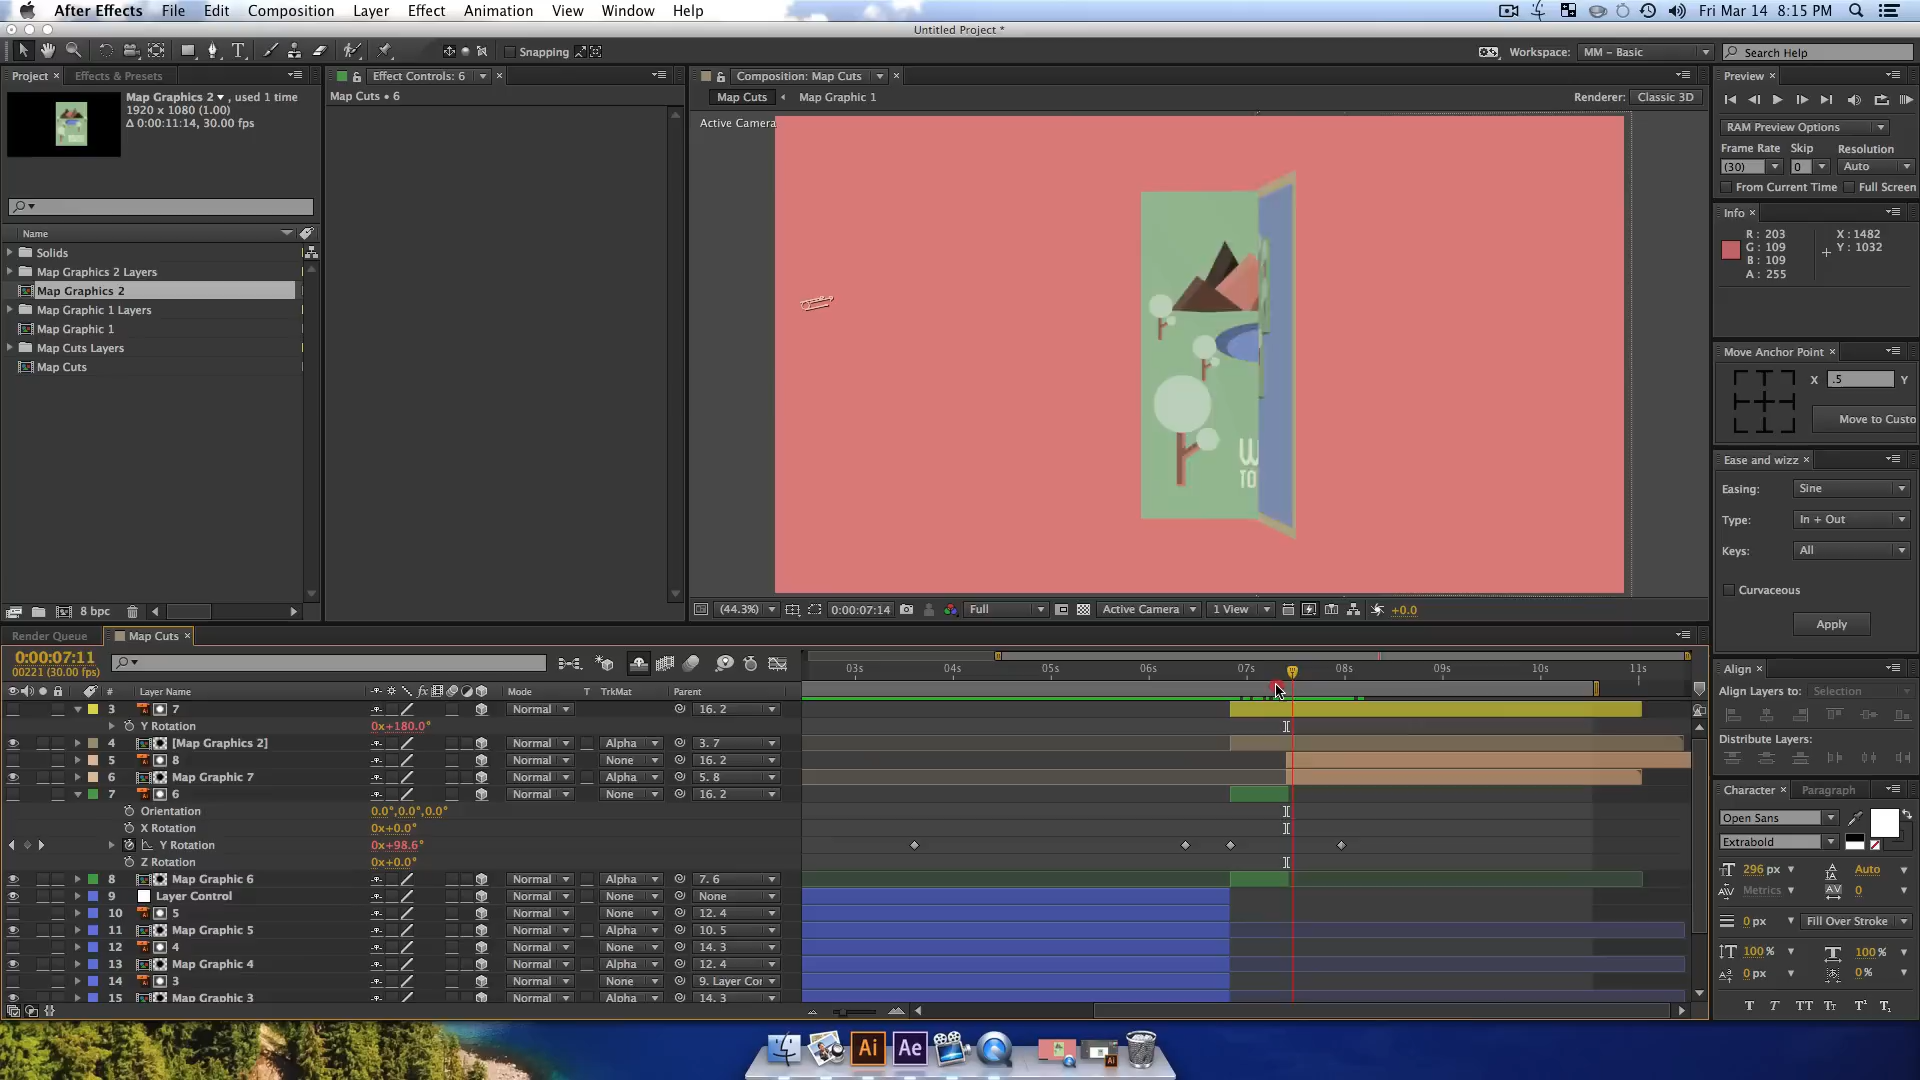 After Effects File Edit Composition Layer Effect Animation View Window Help Fri Mar 14 8:15 PM
Untitled Project *
Snapping Workspace: MM - Basic Search Help
Project × Effects & Presets Effect Controls: 6 × Composition: Map Cuts × Preview ×
Map Graphics 2 , used 1 time
1920 x 1080 (1.00)
Δ 0:00:11:14, 30.00 fps
Map Cuts • 6
Map Cuts Map Graphic 1 Renderer: Classic 3D
Active Camera
RAM Preview Options
Frame Rate Skip Resolution
(30) 0 Auto
From Current Time Full Screen
Name
Solids
Map Graphics 2 Layers
Map Graphics 2
Map Graphic 1 Layers
Map Graphic 1
Map Cuts Layers
Map Cuts
8 bpc
W
TO
Info ×
R : 203 X : 1482
G : 109 Y : 1032
B : 109
A : 255
Move Anchor Point ×
X .5 Y
Move to Custo
Ease and wizz ×
Easing: Sine
Type: In + Out
Keys: All
Curvaceous
Apply
(44.3%) 0:00:07:14 Full Active Camera 1 View +0.0
Render Queue Map Cuts ×
0:00:07:11
00221 (30.00 fps)
03s 04s 05s 06s 07s 08s 09s 10s 11s
# Layer Name fx Mode T TrkMat Parent
3 7 Normal 16. 2
Y Rotation 0x+180.0°
4 [Map Graphics 2] Normal Alpha 3. 7
5 8 Normal None 16. 2
6 Map Graphic 7 Normal Alpha 5. 8
7 6 Normal None 16. 2
Orientation 0.0°,0.0°,0.0°
X Rotation 0x+0.0°
Y Rotation 0x+98.6°
Z Rotation 0x+0.0°
8 Map Graphic 6 Normal Alpha 7. 6
9 Layer Control Normal None None
10 5 Normal None 12. 4
11 Map Graphic 5 Normal Alpha 10. 5
12 4 Normal None 14. 3
13 Map Graphic 4 Normal Alpha 12. 4
14 3 Normal None 9. Layer Cor
15 Map Graphic 3 Normal Alpha 14. 3
Align ×
Align Layers to: Selection
Distribute Layers:
Character × Paragraph
Open Sans
Extrabold
296 px Auto
Metrics 0
0 px Fill Over Stroke
100 % 100 %
0 px 0 %
T T TT Tt T¹ T₁
Ai Ae